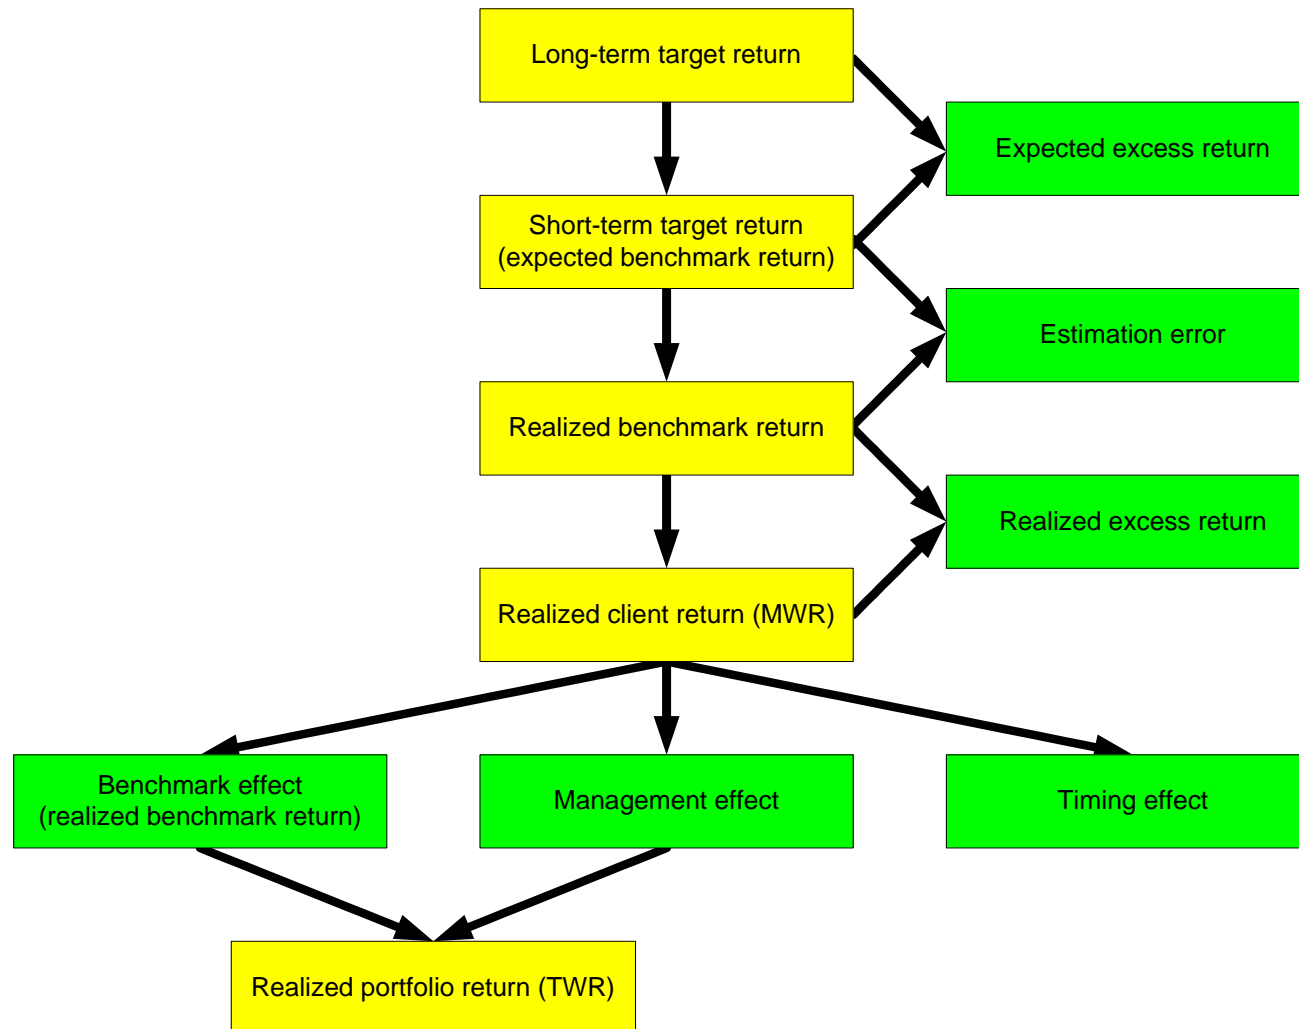 Long-term target return
Expected excess return
Short-term target return
(expected benchmark return)
Estimation error
Realized benchmark return
Realized excess return
Realized client return (MWR)
Benchmark effect
(realized benchmark return)
Management effect
Timing effect
Realized portfolio return (TWR)